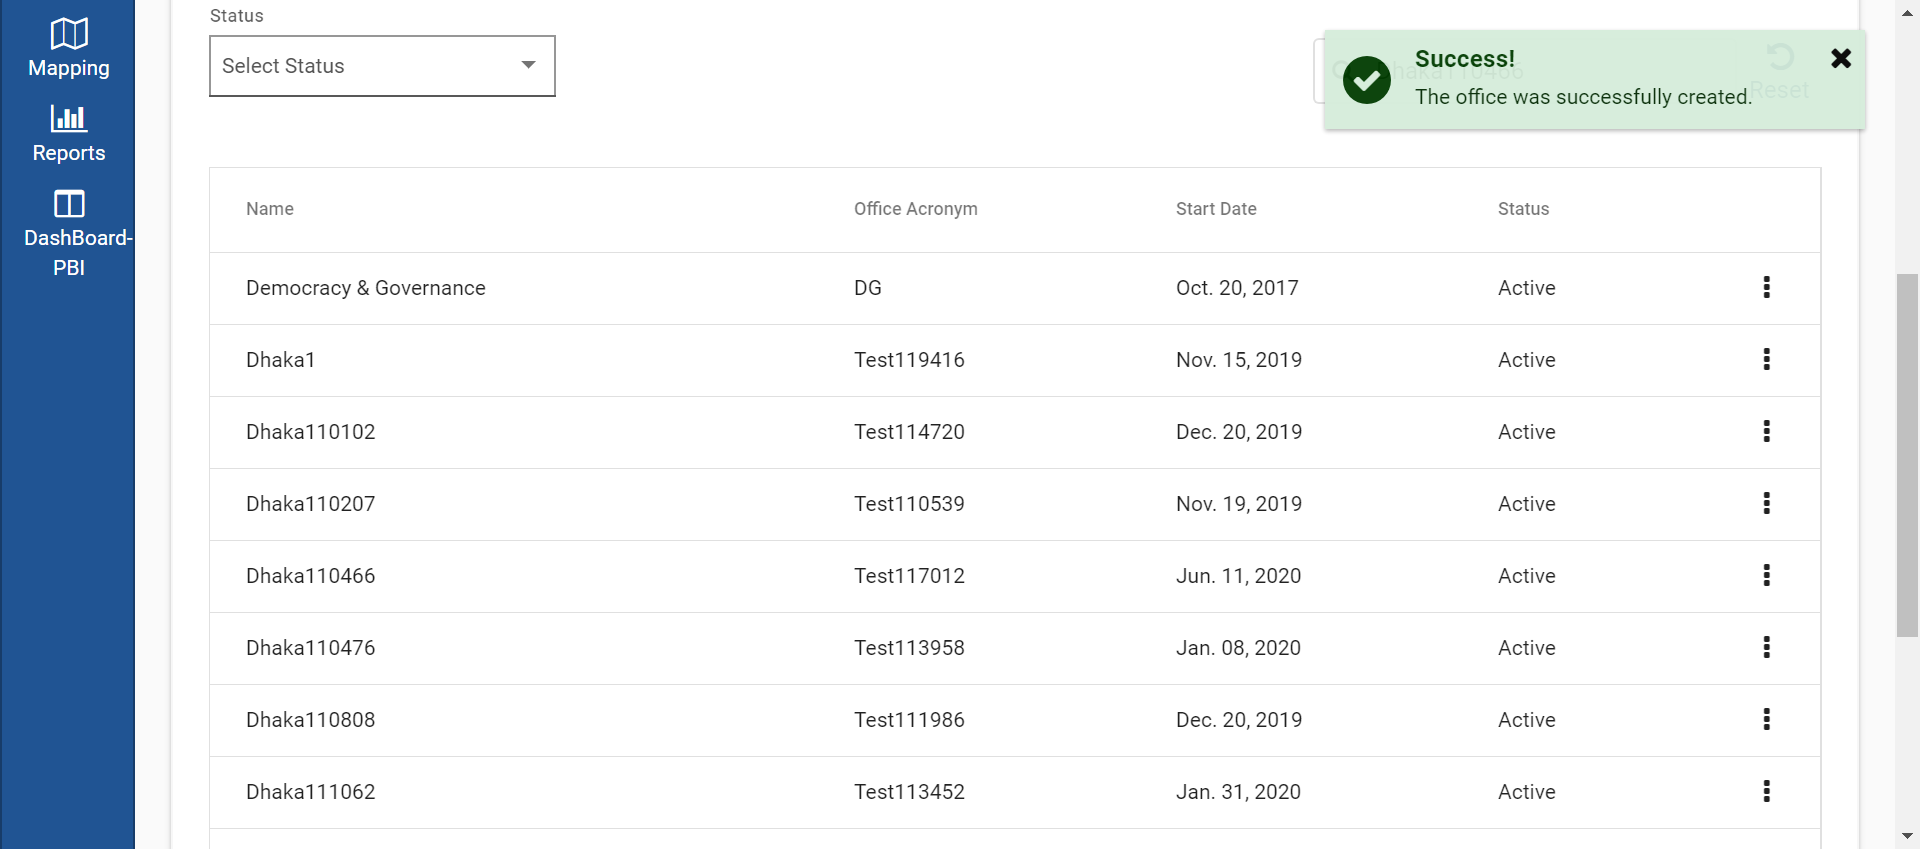 Mapping
Reports
DashBoard-
PBI
Status
Select Status
Success!
The office was successfully created.
Reset
Name Office Acronym Start Date Status
Democracy & Governance DG Oct. 20, 2017 Active
Dhaka1 Test119416 Nov. 15, 2019 Active
Dhaka110102 Test114720 Dec. 20, 2019 Active
Dhaka110207 Test110539 Nov. 19, 2019 Active
Dhaka110466 Test117012 Jun. 11, 2020 Active
Dhaka110476 Test113958 Jan. 08, 2020 Active
Dhaka110808 Test111986 Dec. 20, 2019 Active
Dhaka111062 Test113452 Jan. 31, 2020 Active